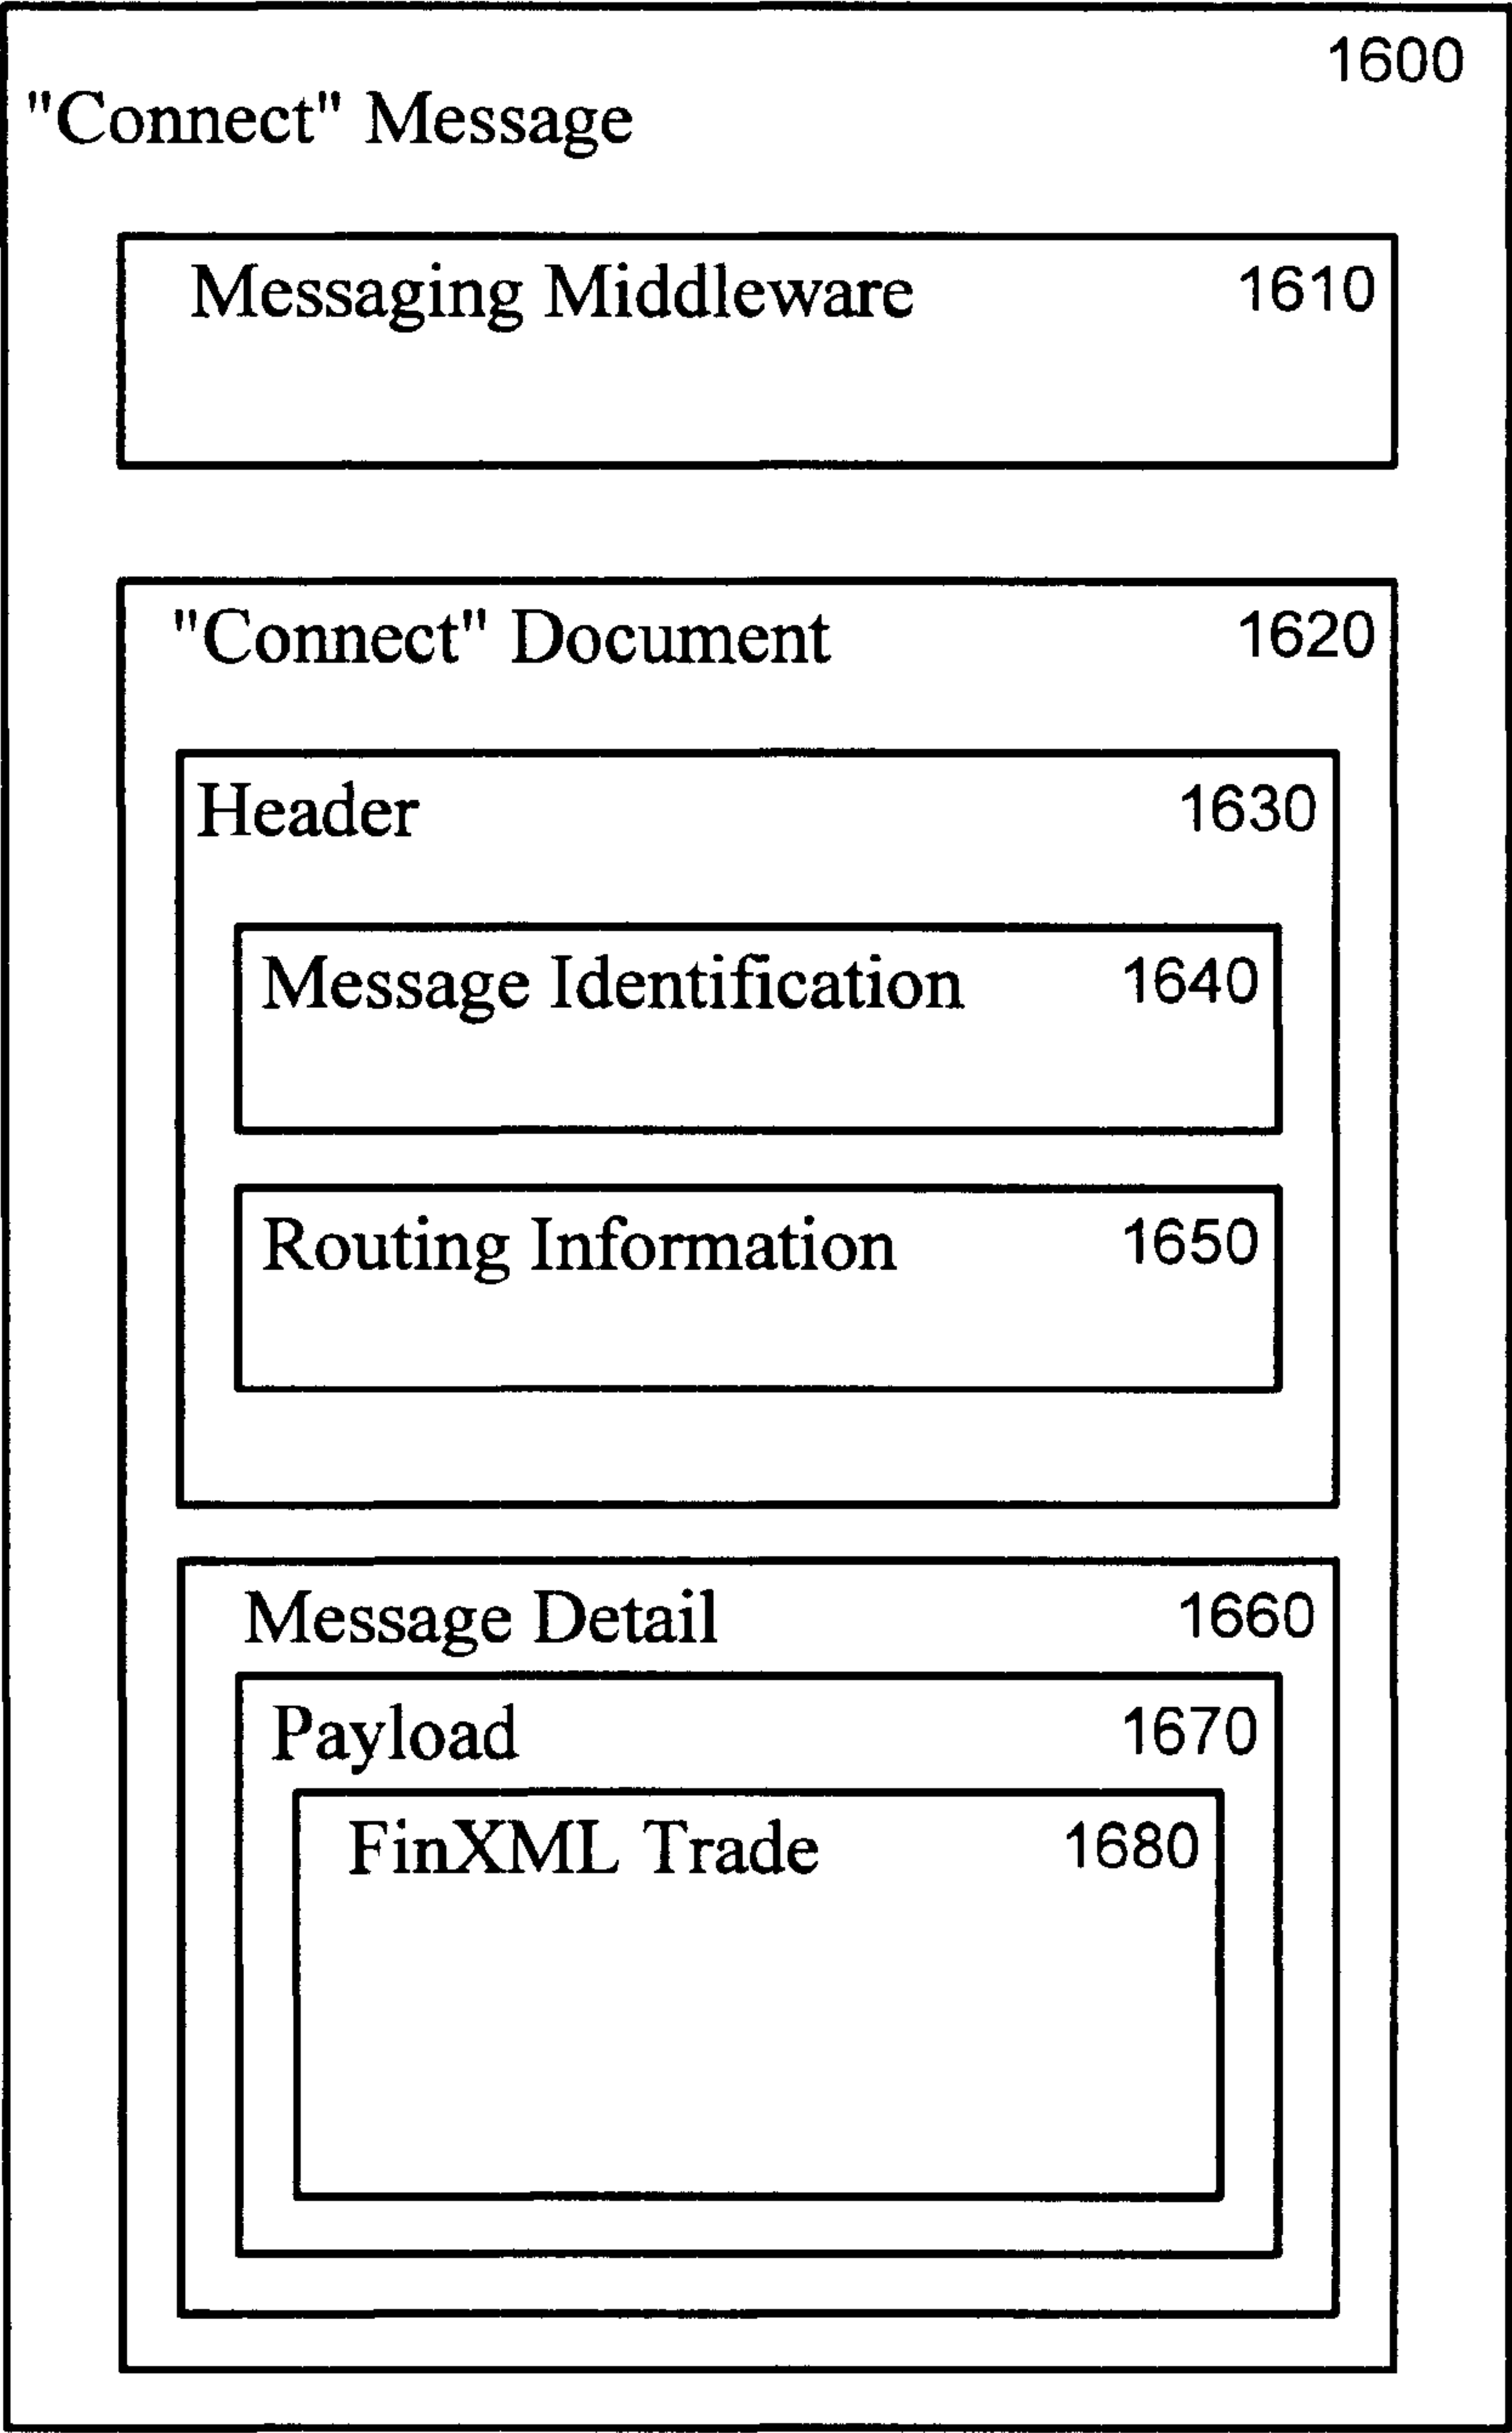 1600
"Connect" Message
Messaging Middleware 1610
"Connect" Document 1620
Header 1630
Message Identification 1640
Routing Information 1650
Message Detail 1660
Payload 1670
FinXML Trade 1680